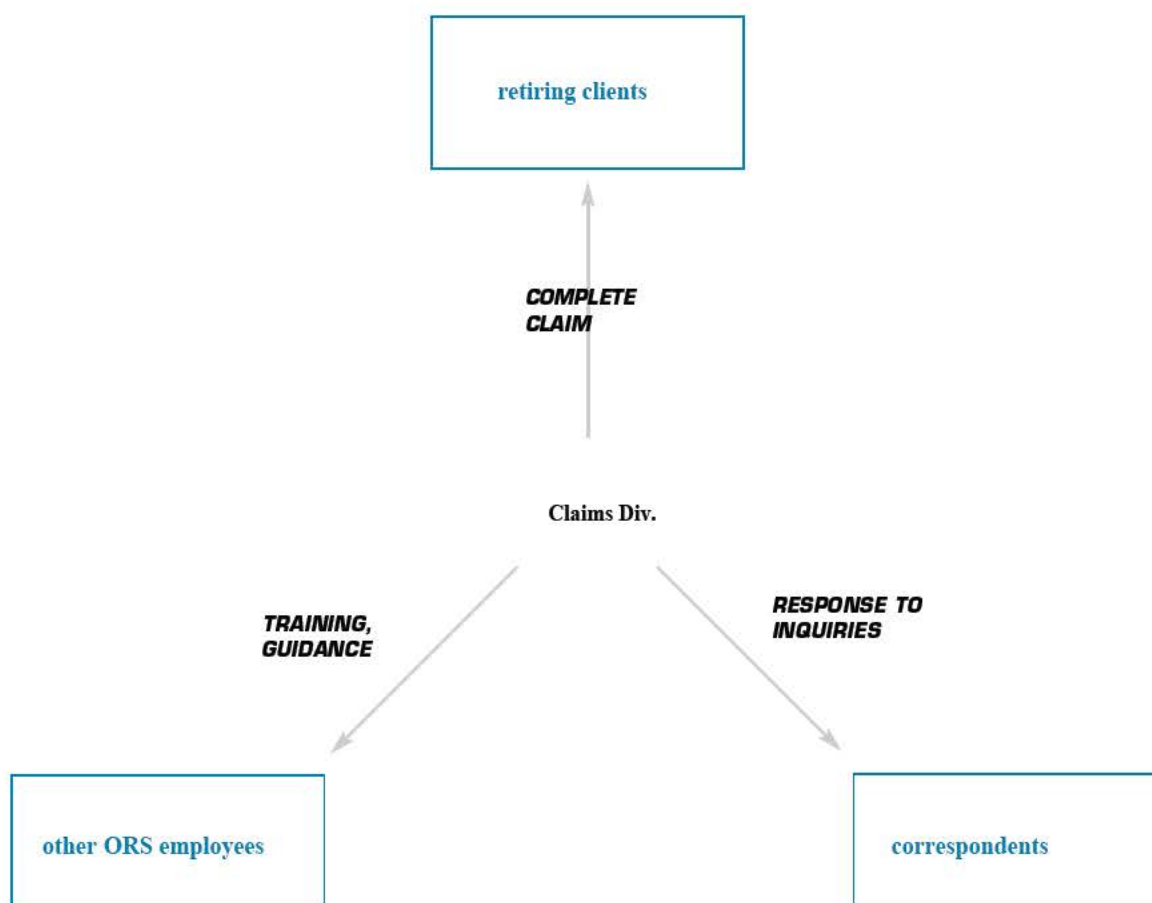 retiring clients
COMPLETE
CLAIM
Claims Div.
TRAINING,
GUIDANCE
RESPONSE TO
INQUIRIES
other ORS employees
correspondents